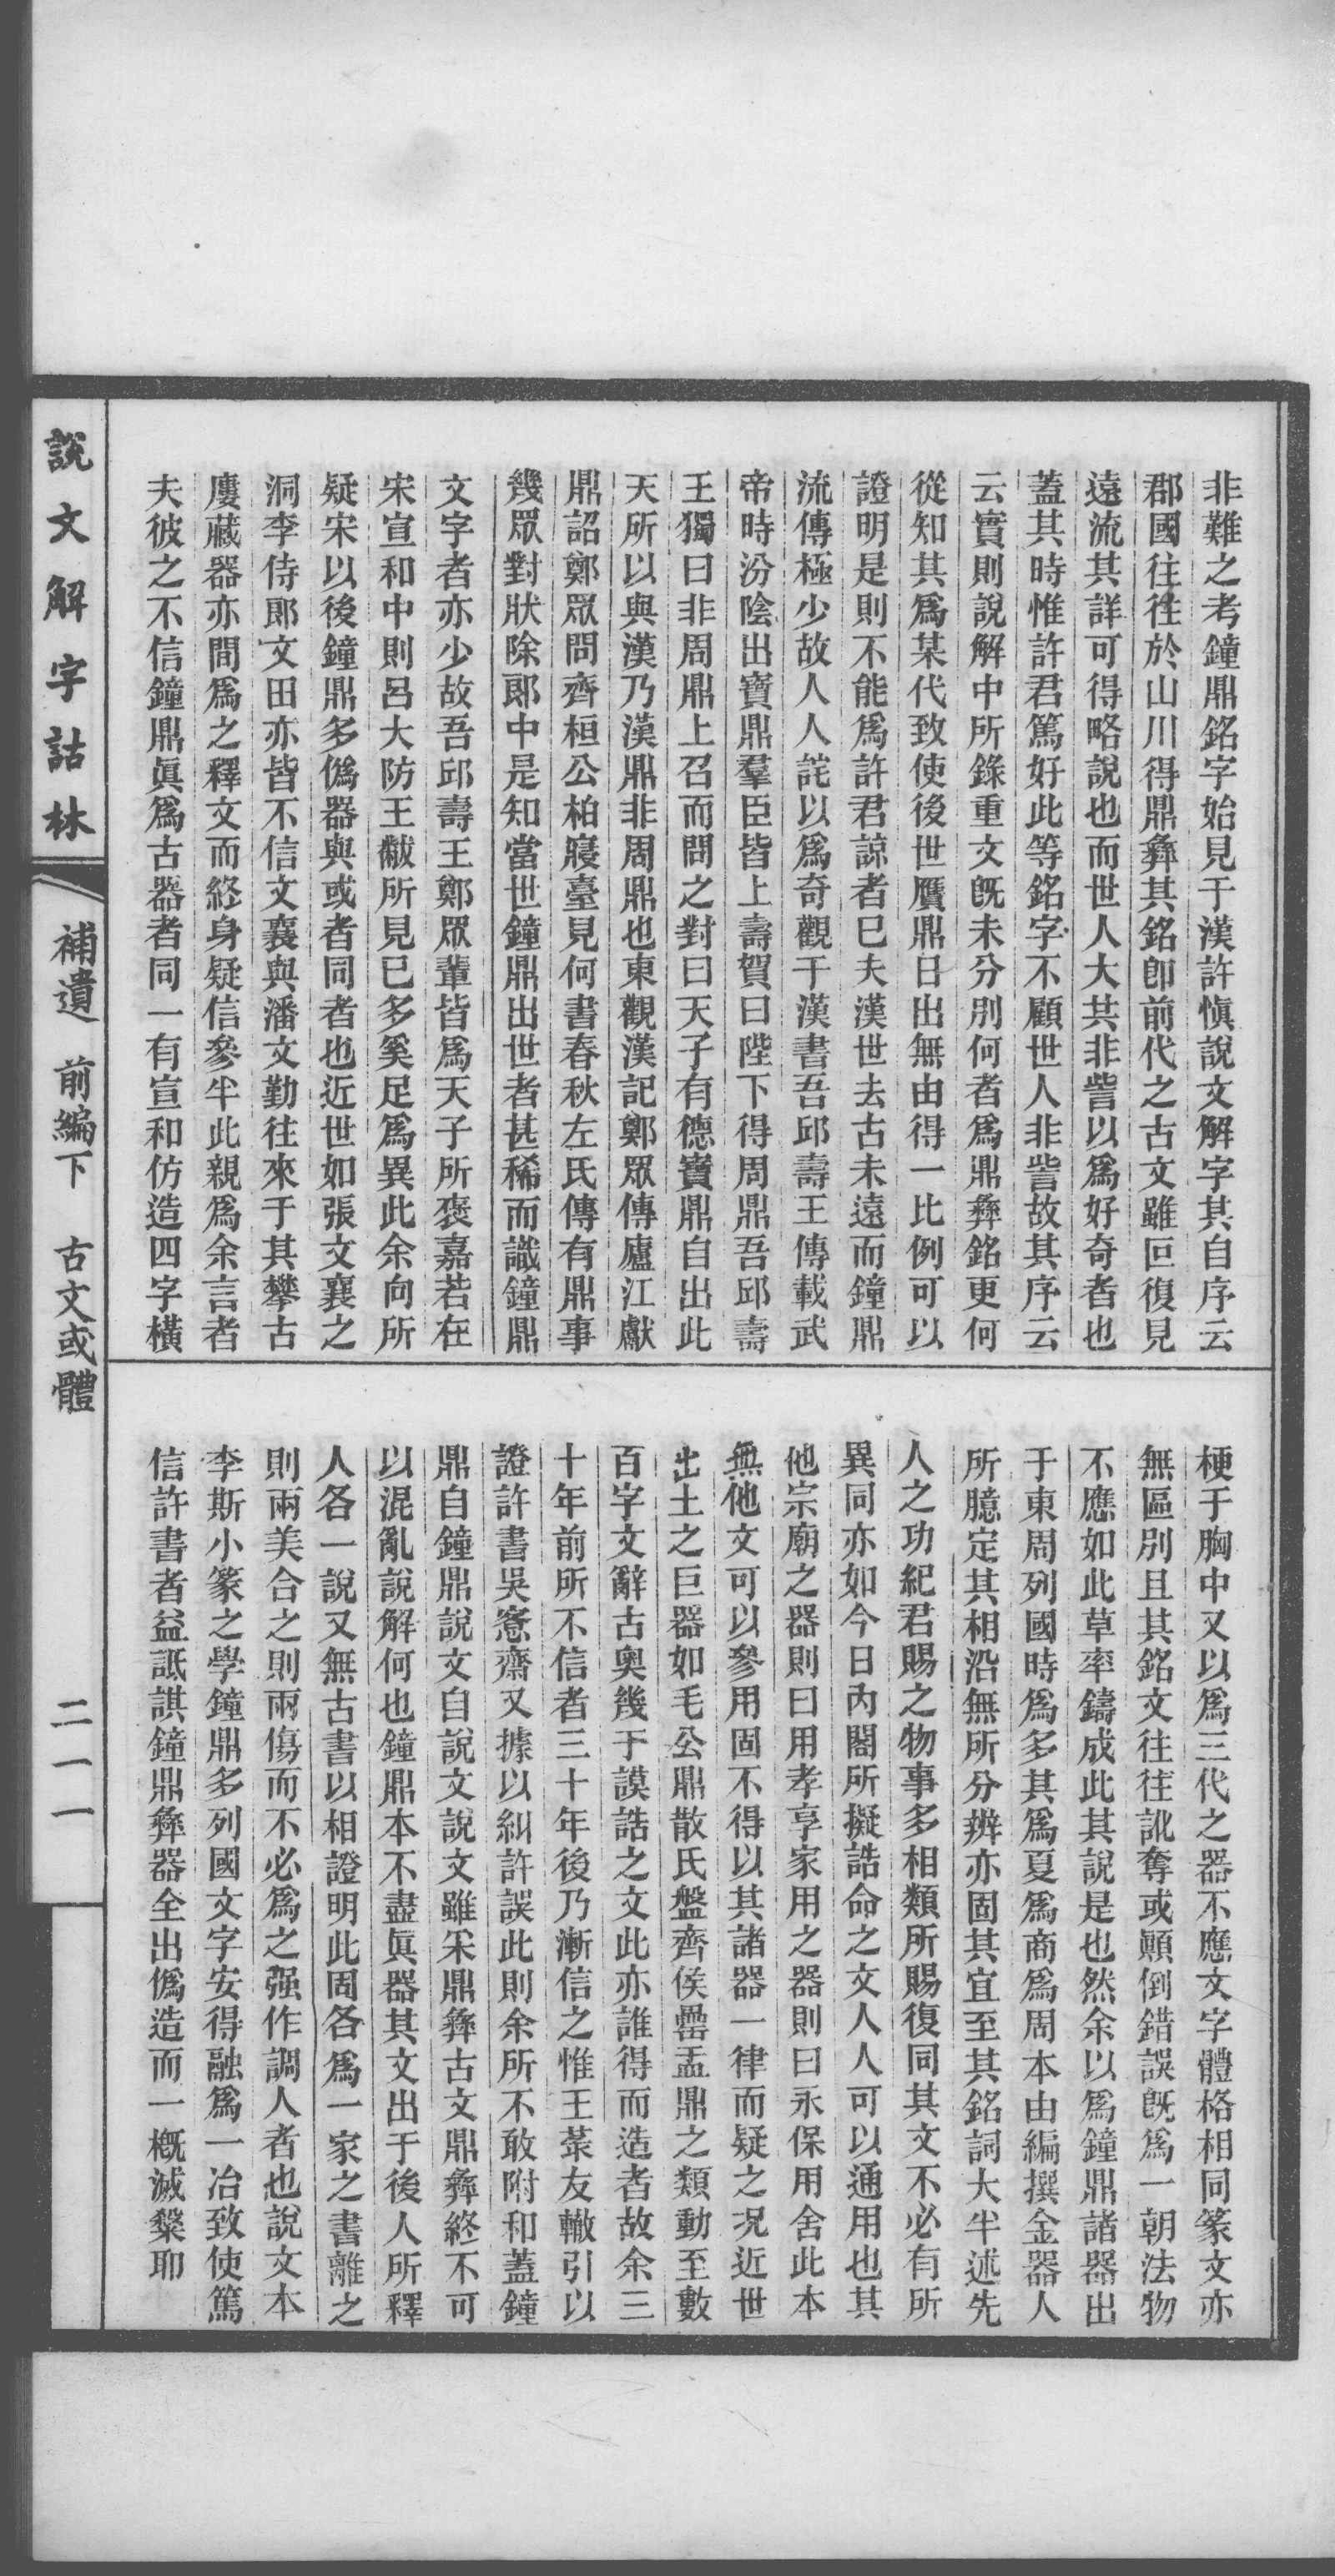 非難之考鐘鼎銘字始見于漢許愼說文解字其自序云
郡國往往於山川得鼎彝其銘卽前代之古文雖叵復見
遠流其詳可得略說也而世人大共非訾以爲好奇者也
蓋其時惟許君篤好此等銘字不顧世人非訾故其序云
云實則說解中所錄重文旣未分別何者爲鼎彝銘更何
從知其爲某代致使後世贋鼎日出無由得一比例可以
證明是則不能爲許君諒者巳夫漢世去古未遠而鐘鼎
流傳極少故人人詫以爲奇觀于漢書吾邱壽王傳載武
帝時汾陰出寶鼎羣臣皆上壽賀曰陛下得周鼎吾邱壽
王獨曰非周鼎上召而問之對曰天子有德寶鼎自出此
天所以與漢乃漢鼎非周鼎也東觀漢記鄭眾傳廬江獻
鼎詔鄭眾問齊桓公柏寢臺見何書春秋左氏傳有鼎事
幾眾對狀除郞中是知當世鐘鼎出世者甚稀而識鐘鼎
文字者亦少故吾邱壽王鄭眾輩皆爲天子所褒嘉若在
宋宣和中則呂大防王黻所見已多奚足爲異此余向所
疑宋以後鐘鼎多僞器與或者同者也近世如張文襄之
洞李侍郞文田亦皆不信文襄與潘文勤往來于其攀古
廔藏器亦間爲之釋文而終身疑信參半此親爲余言者
夫彼之不信鐘鼎眞爲古器者同一有宣和仿造四字橫
梗于胸中又以爲三代之器不應文字體格相同篆文亦
無區別且其銘文往往訛奪或顚倒錯誤旣爲一朝法物
不應如此草率鑄成此其說是也然余以爲鐘鼎諸器出
于東周列國時爲多其爲夏爲商爲周本由編撰金器人
所臆定其相沿無所分辨亦固其宜至其銘詞大半述先
人之功紀君賜之物事多相類所賜復同其文不必有所
異同亦如今日內閣所擬誥命之文人人可以通用也其
他宗廟之器則曰用孝享家用之器則曰永保用舍此本
無他文可以參用固不得以其諸器一律而疑之况近世
出土之巨器如毛公鼎散氏盤齊侯罍盂鼎之類動至數
百字文辭古奧幾于謨誥之文此亦誰得而造者故余三
十年前所不信者三十年後乃漸信之惟王菉友轍引以
證許書吳窸齋又據以糾許誤此則余所不敢附和蓋鐘
鼎自鐘鼎說文自說文說文雖采鼎彝古文鼎彝終不可
以混亂說解何也鐘鼎本不盡眞器其文出于後人所釋
人各一說又無古書以相證明此固各爲一家之書離之
則兩美合之則兩傷而不必爲之强作調人者也說文本
李斯小篆之學鐘鼎多列國文字安得融爲一冶致使篤
信許書者益詆諆鐘鼎彝器全出僞造而一槪滅棃耶
說文解字詁林
補遺 前編下 古文或體
二一一